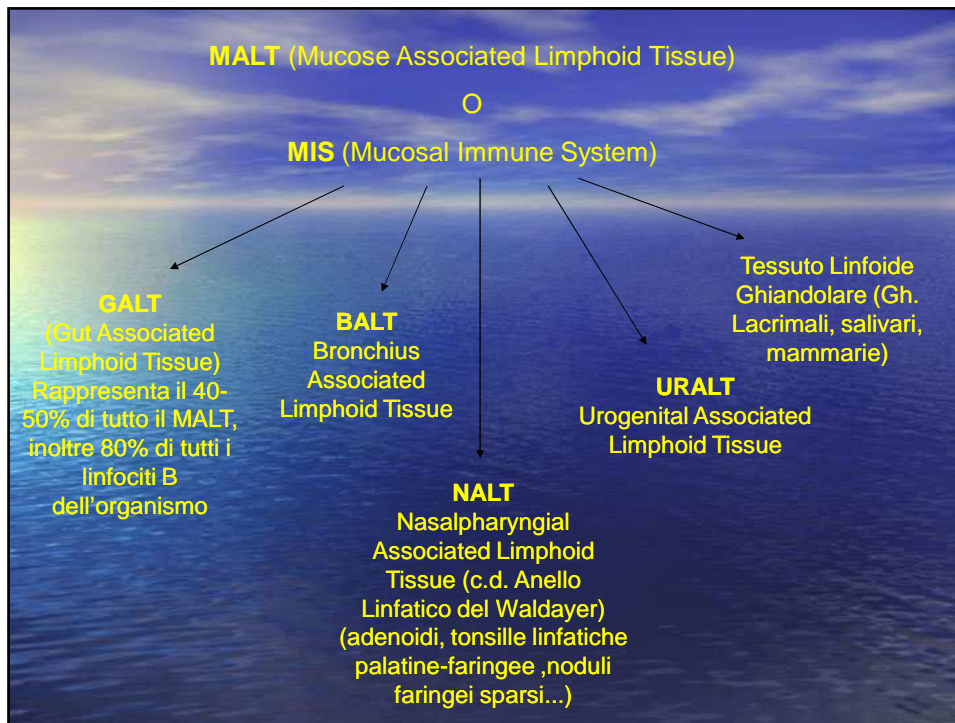 MALT (Mucose Associated Limphoid Tissue)
O
MIS (Mucosal Immune System)
GALT
(Gut Associated
Limphoid Tissue)
Rappresenta il 40-
50% di tutto il MALT,
inoltre 80% di tutti i
linfociti B
dell'organismo
BALT
Bronchius
Associated
Limphoid Tissue
NALT
Nasalpharyngial
Associated Limphoid
Tissue (c.d. Anello
Linfatico del Waldayer)
(adenoidi, tonsille linfatiche
palatine-faringee ,noduli
faringei sparsi...)
URALT
Urogenital Associated
Limphoid Tissue
Tessuto Linfoide
Ghiandolare (Gh.
Lacrimali, salivari,
mammarie)